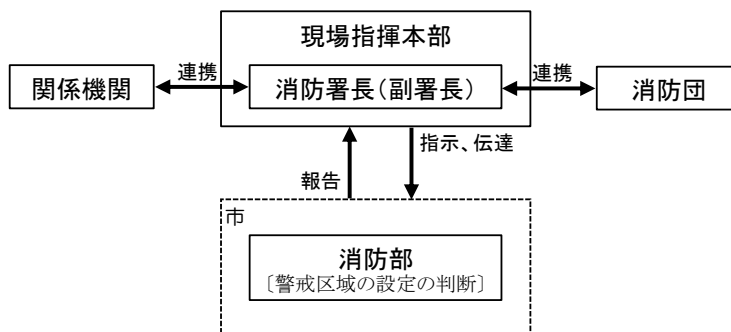 現場指揮本部
関係機関
連携
消防署長（副署長）
連携
消防団
報告
指示、伝達
市
消防部
〔警戒区域の設定の判断〕